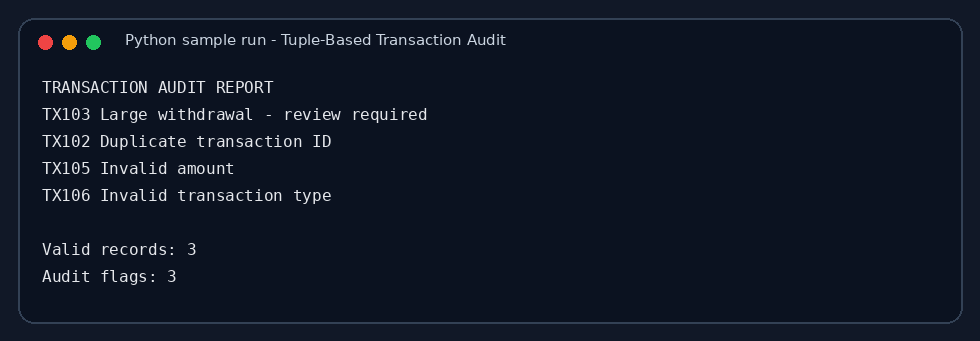 Python sample run - Tuple-Based Transaction Audit
TRANSACTION AUDIT REPORT
TX103 Large withdrawal - review required
TX102 Duplicate transaction ID
TX105 Invalid amount
TX106 Invalid transaction type
Valid records: 3
Audit flags: 3